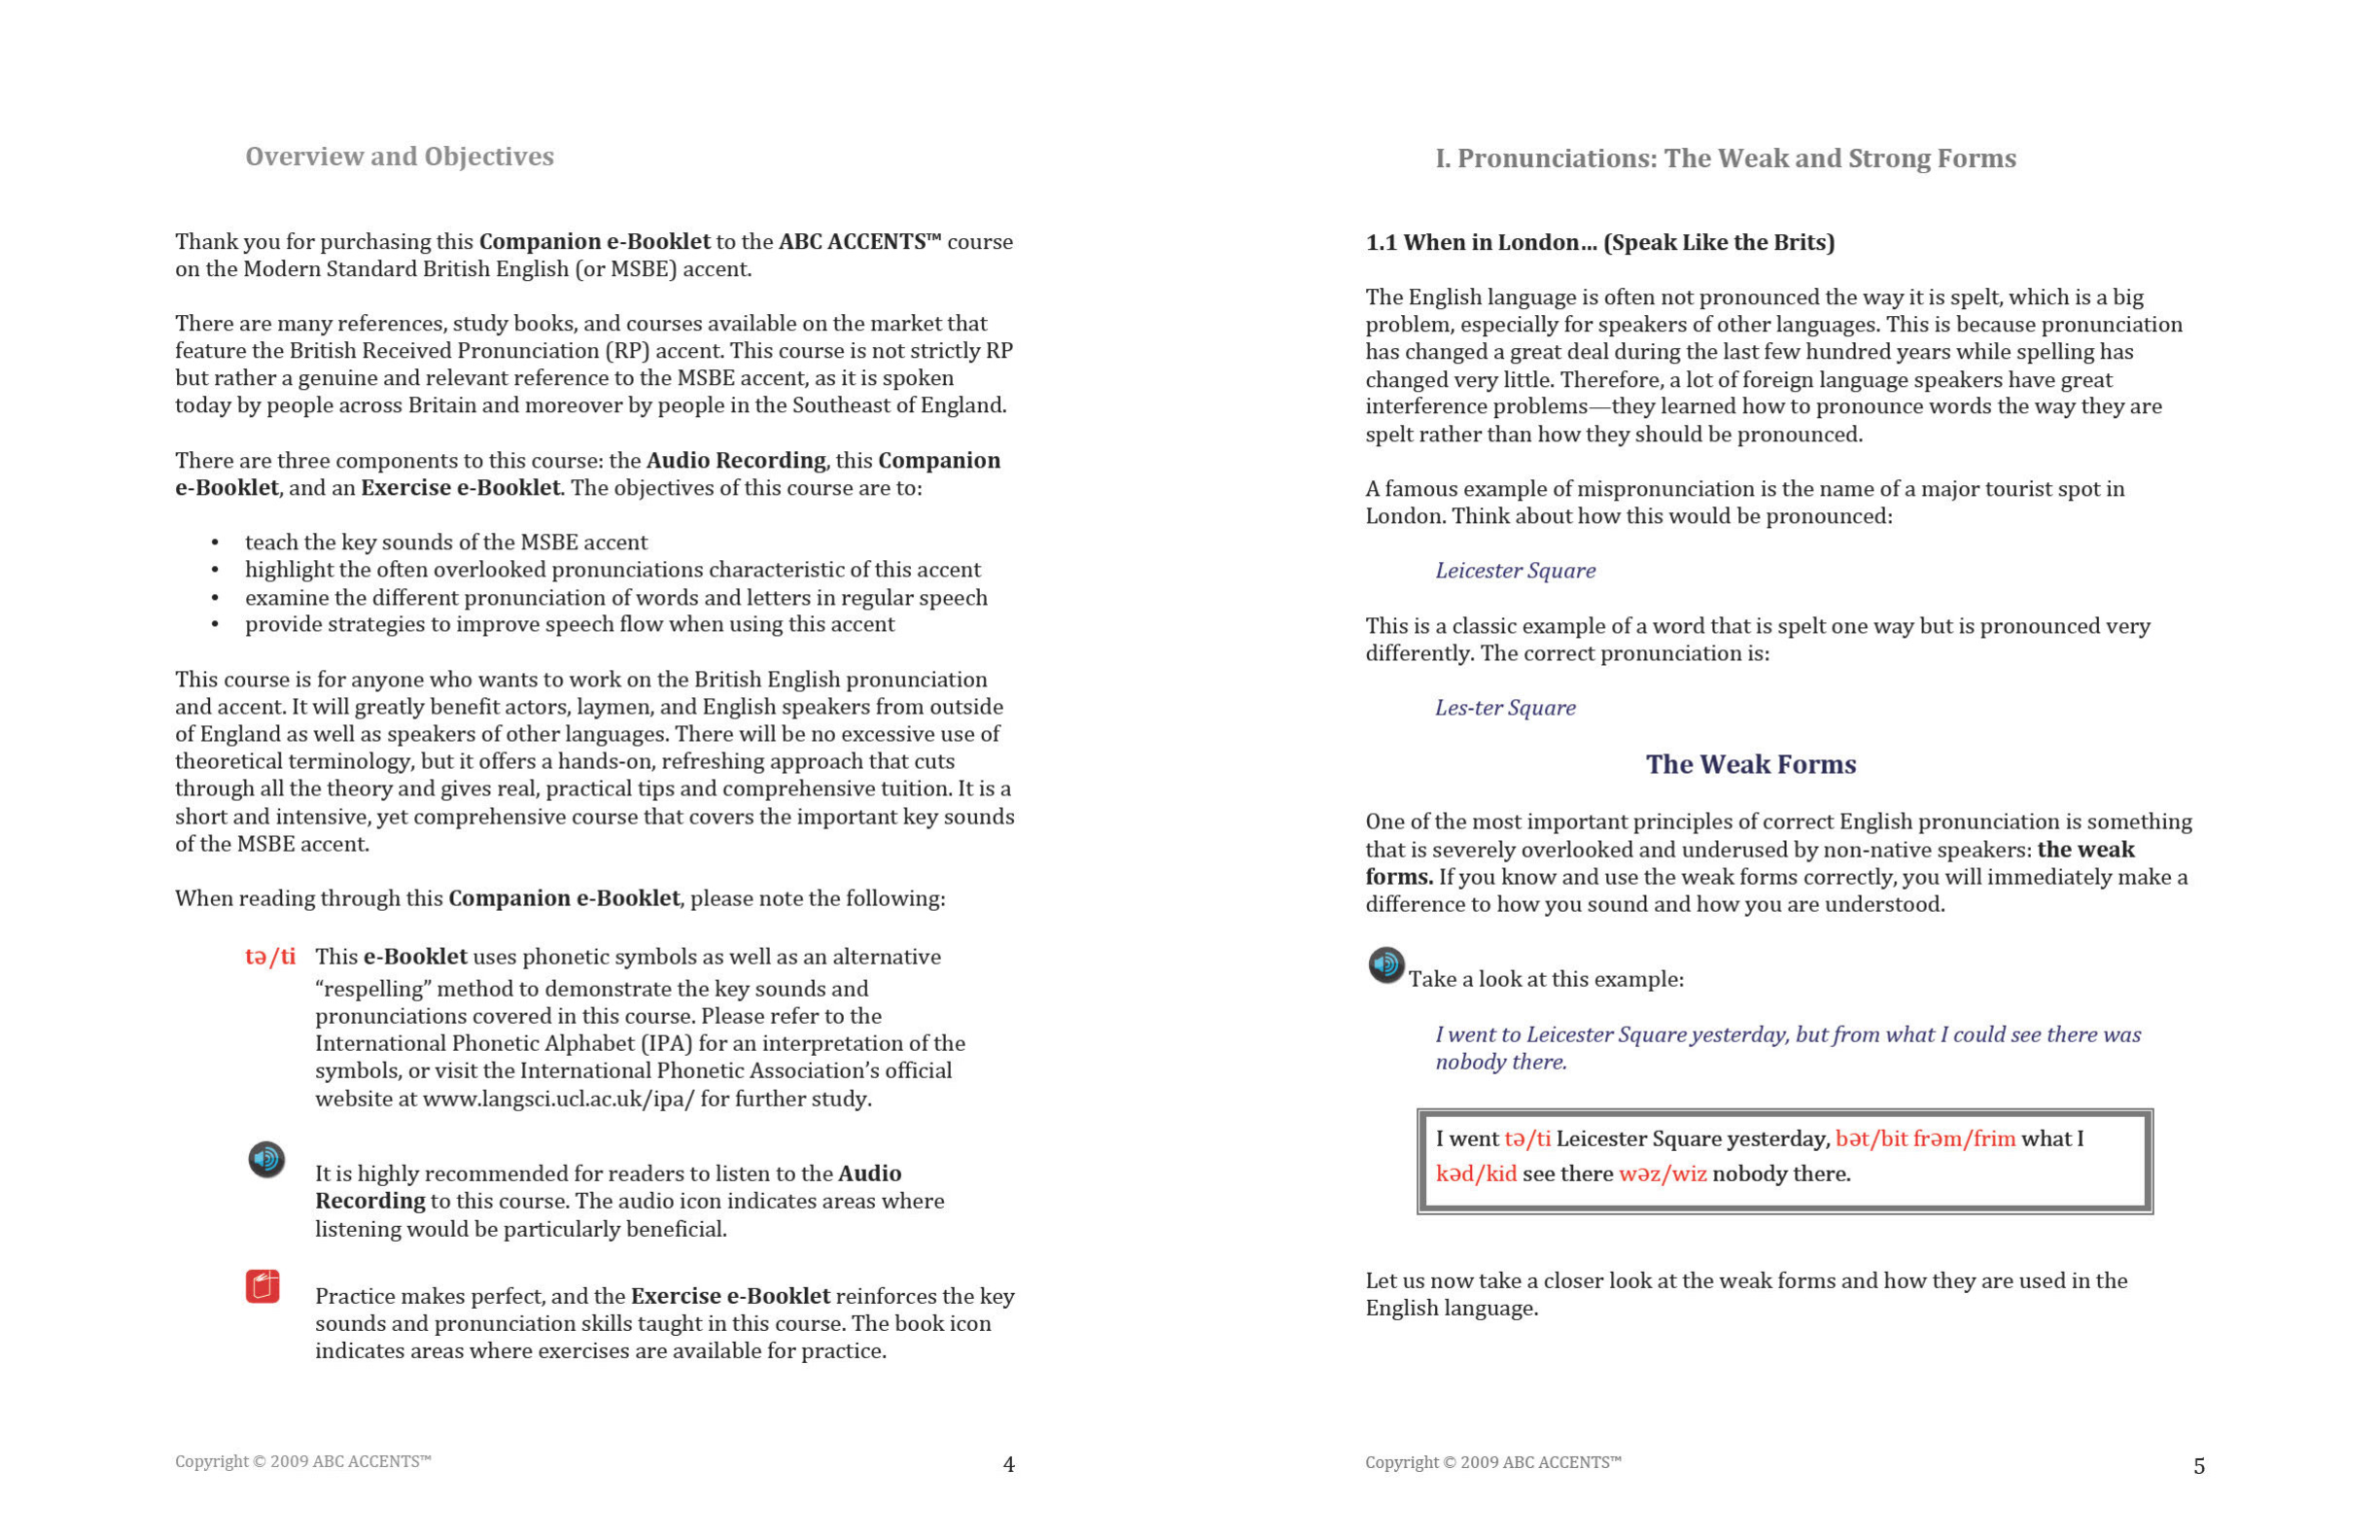 Overview and Objectives
Thank you for purchasing this Companion e-Booklet to the ABC ACCENTS™ course
on the Modern Standard British English (or MSBE) accent.
There are many references, study books, and courses available on the market that
feature the British Received Pronunciation (RP) accent. This course is not strictly RP
but rather a genuine and relevant reference to the MSBE accent, as it is spoken
today by people across Britain and moreover by people in the Southeast of England.
There are three components to this course: the Audio Recording, this Companion
e-Booklet, and an Exercise e-Booklet. The objectives of this course are to:
• teach the key sounds of the MSBE accent
• highlight the often overlooked pronunciations characteristic of this accent
• examine the different pronunciation of words and letters in regular speech
• provide strategies to improve speech flow when using this accent
This course is for anyone who wants to work on the British English pronunciation
and accent. It will greatly benefit actors, laymen, and English speakers from outside
of England as well as speakers of other languages. There will be no excessive use of
theoretical terminology, but it offers a hands-on, refreshing approach that cuts
through all the theory and gives real, practical tips and comprehensive tuition. It is a
short and intensive, yet comprehensive course that covers the important key sounds
of the MSBE accent.
When reading through this Companion e-Booklet, please note the following:
tə/ti This e-Booklet uses phonetic symbols as well as an alternative
“respelling” method to demonstrate the key sounds and
pronunciations covered in this course. Please refer to the
International Phonetic Alphabet (IPA) for an interpretation of the
symbols, or visit the International Phonetic Association’s official
website at www.langsci.ucl.ac.uk/ipa/ for further study.
It is highly recommended for readers to listen to the Audio
Recording to this course. The audio icon indicates areas where
listening would be particularly beneficial.
Practice makes perfect, and the Exercise e-Booklet reinforces the key
sounds and pronunciation skills taught in this course. The book icon
indicates areas where exercises are available for practice.
Copyright © 2009 ABC ACCENTS™ 4
I. Pronunciations: The Weak and Strong Forms
1.1 When in London... (Speak Like the Brits)
The English language is often not pronounced the way it is spelt, which is a big
problem, especially for speakers of other languages. This is because pronunciation
has changed a great deal during the last few hundred years while spelling has
changed very little. Therefore, a lot of foreign language speakers have great
interference problems—they learned how to pronounce words the way they are
spelt rather than how they should be pronounced.
A famous example of mispronunciation is the name of a major tourist spot in
London. Think about how this would be pronounced:
Leicester Square
This is a classic example of a word that is spelt one way but is pronounced very
differently. The correct pronunciation is:
Les-ter Square
The Weak Forms
One of the most important principles of correct English pronunciation is something
that is severely overlooked and underused by non-native speakers: the weak
forms. If you know and use the weak forms correctly, you will immediately make a
difference to how you sound and how you are understood.
Take a look at this example:
I went to Leicester Square yesterday, but from what I could see there was
nobody there.
I went tə/ti Leicester Square yesterday, bət/bit frəm/frim what I
kəd/kid see there wəz/wiz nobody there.
Let us now take a closer look at the weak forms and how they are used in the
English language.
Copyright © 2009 ABC ACCENTS™ 5